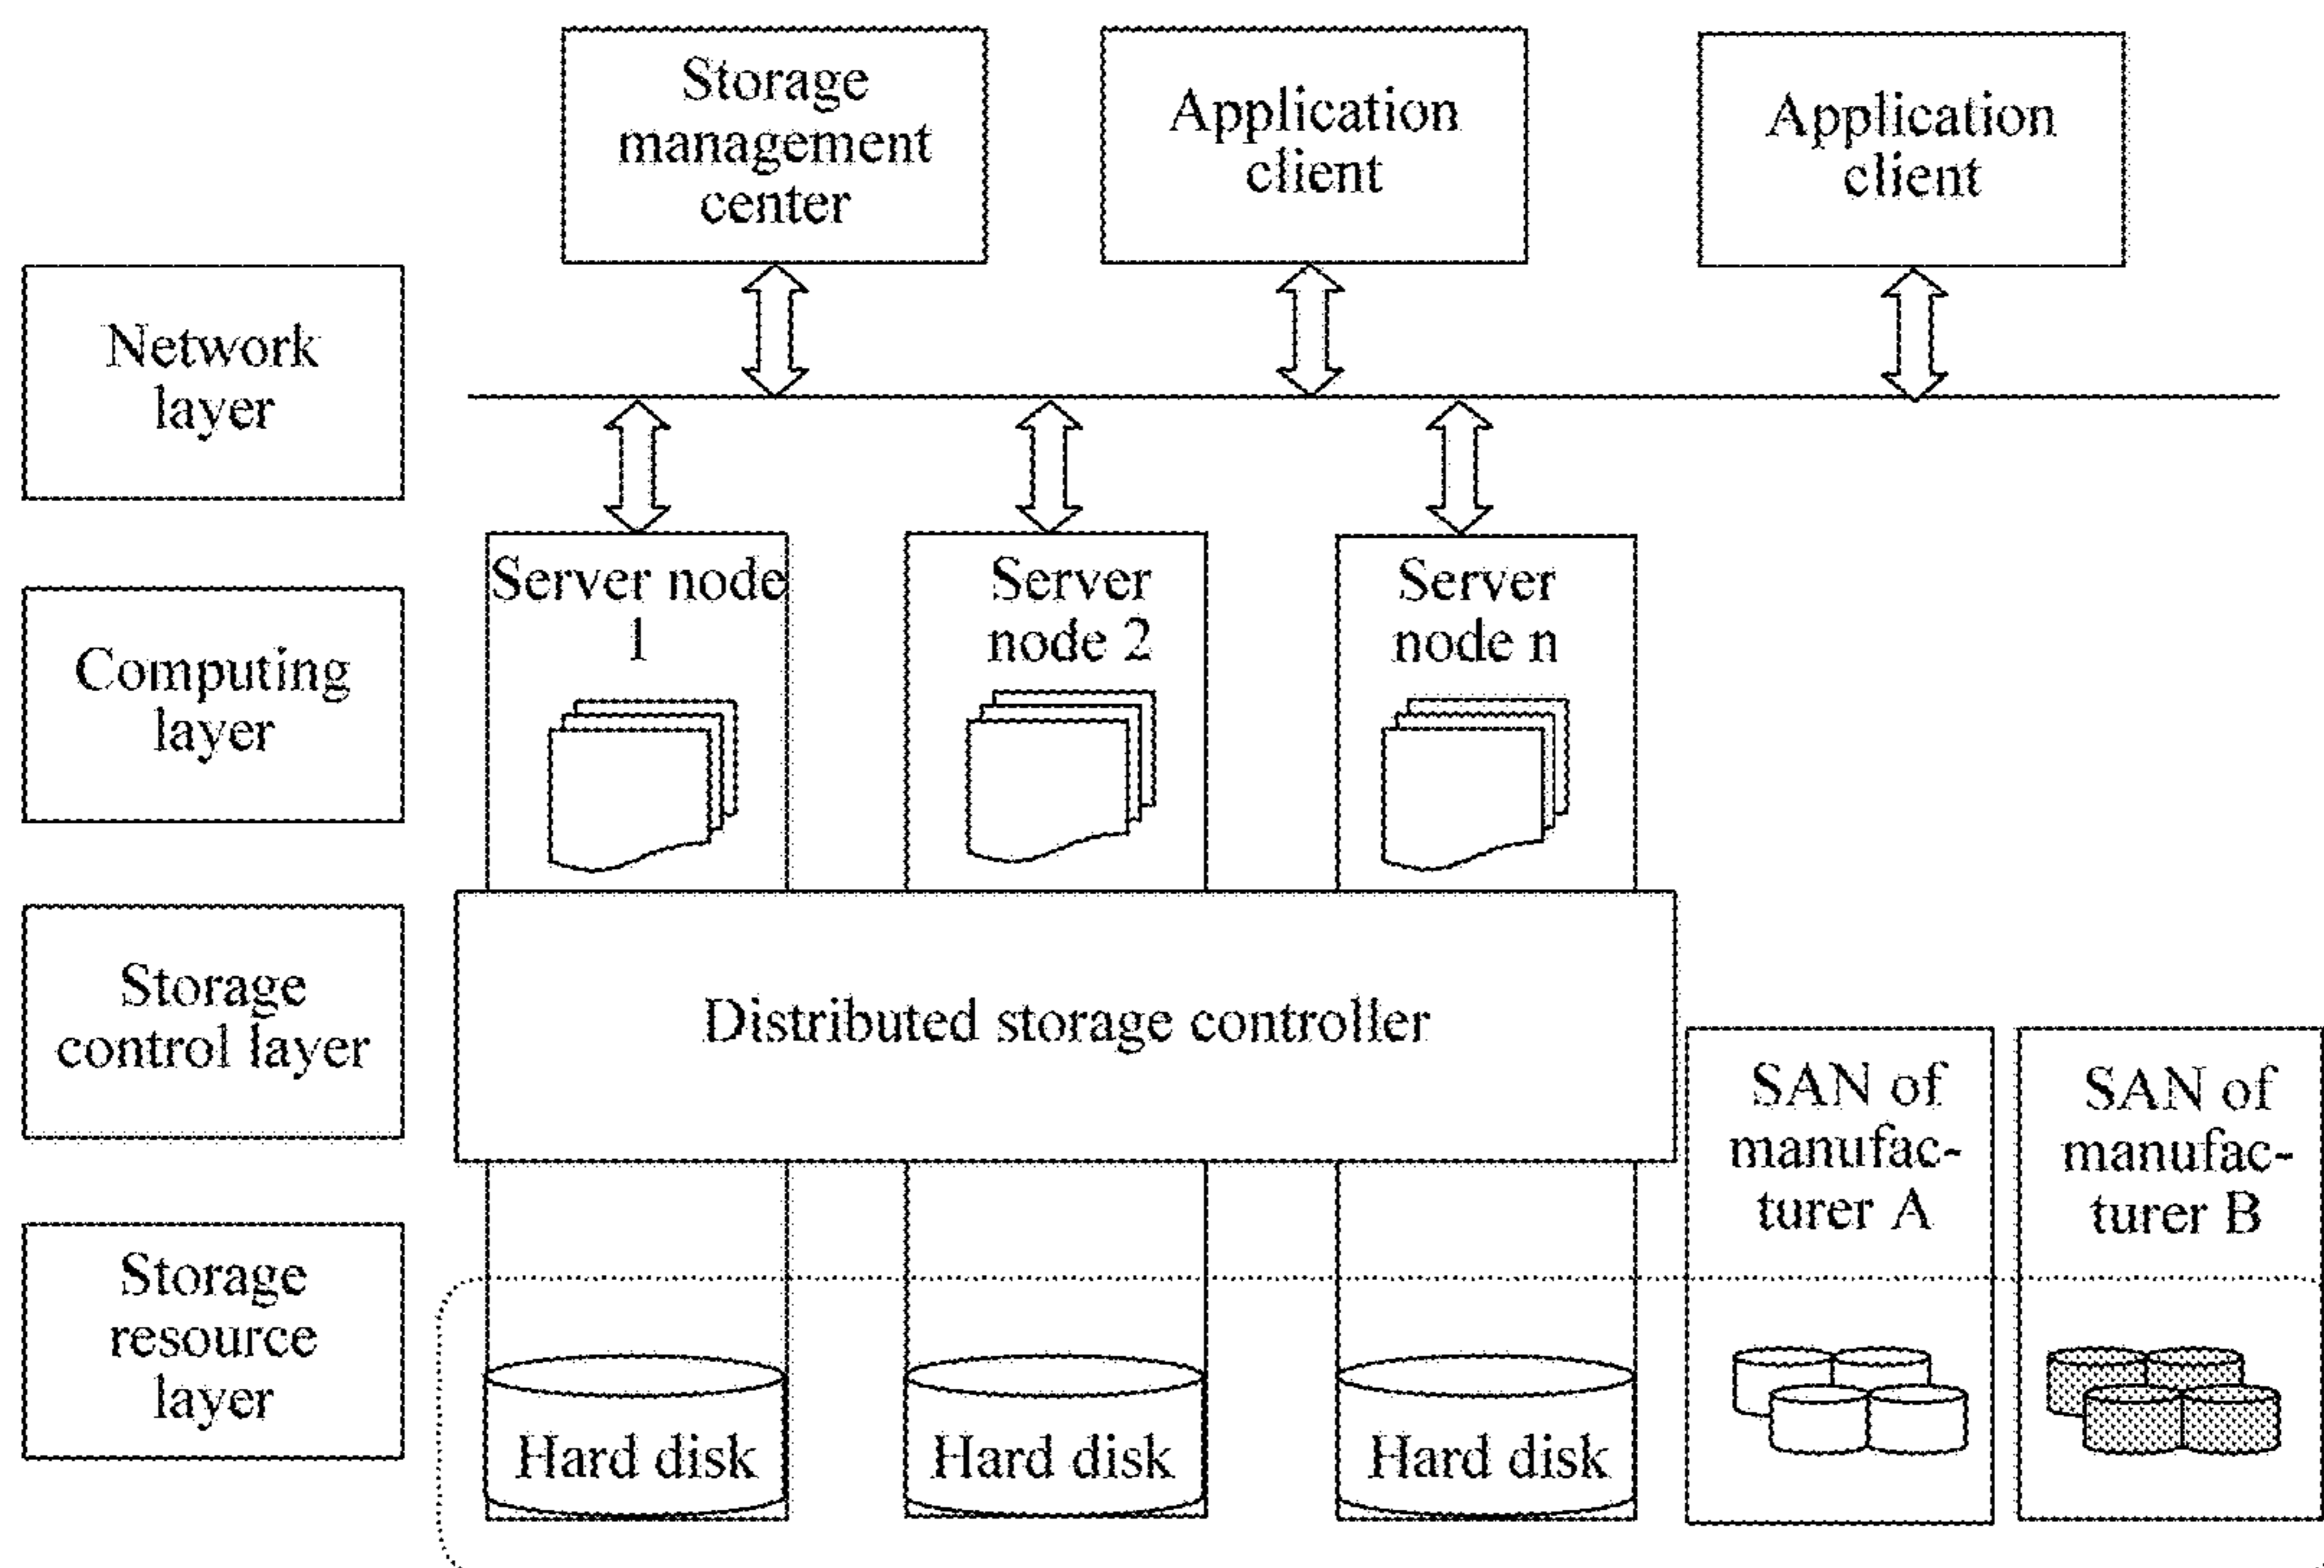 Storage
management
center
Application
client
Application
client
Network
layer
Server node
1
Server
node 2
Server
node n
Computing
layer
Storage
control layer
Distributed storage controller
SAN of
manufac-
turer A
SAN of
manufac-
turer B
Storage
resource
layer
Hard disk
Hard disk
Hard disk